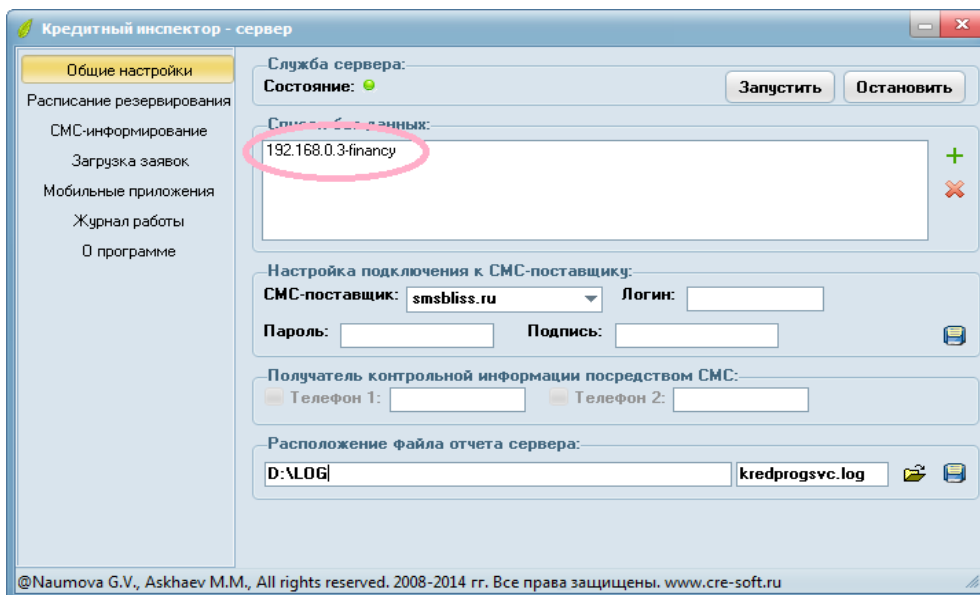 Кредитный инспектор - сервер
Общие настройки
Расписание резервирования
СМС-информирование
Загрузка заявок
Мобильные приложения
Журнал работы
О программе
Служба сервера:
Состояние:
Запустить
Остановить
Список баз данных:
192.168.0.3-financy
Настройка подключения к СМС-поставщику:
СМС-поставщик: smsbliss.ru Логин:
Пароль: Подпись:
Получатель контрольной информации посредством СМС:
Телефон 1: Телефон 2:
Расположение файла отчета сервера:
D:\LOG kredprogsvc.log
@Naumova G.V., Askhaev M.M., All rights reserved. 2008-2014 гг. Все права защищены. www.cre-soft.ru